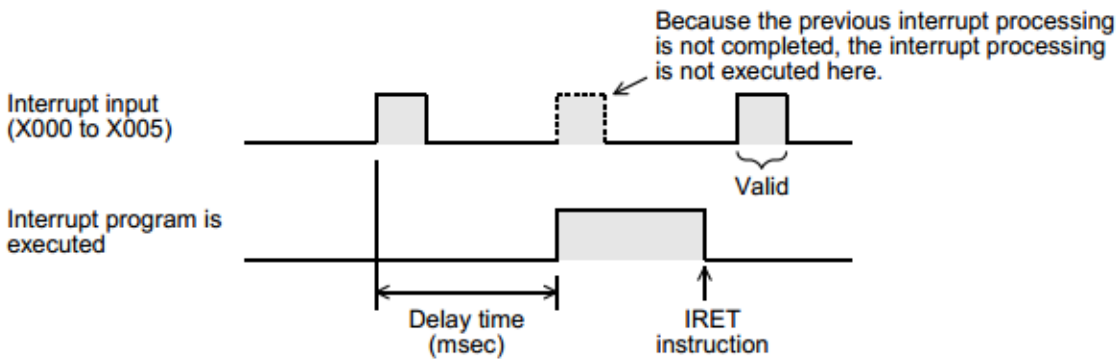 Because the previous interrupt processing
is not completed, the interrupt processing
is not executed here.
Interrupt input
(X000 to X005)
Valid
Interrupt program is
executed
Delay time
(msec)
IRET
instruction